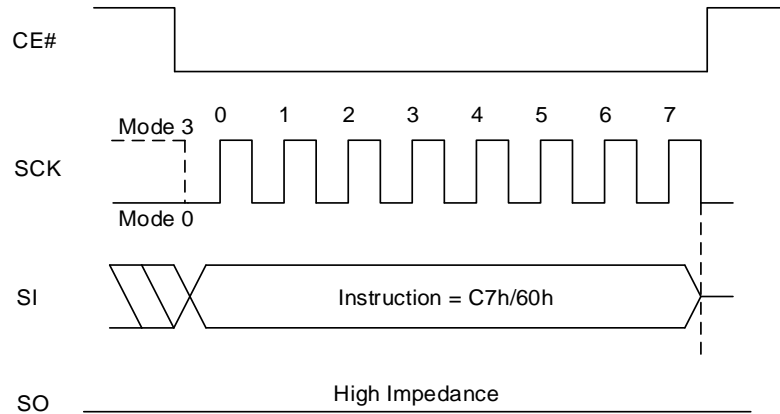 CE#
0 1 2 3 4 5 6 7
Mode 3
SCK
Mode 0
SI
Instruction = C7h/60h
High Impedance
SO